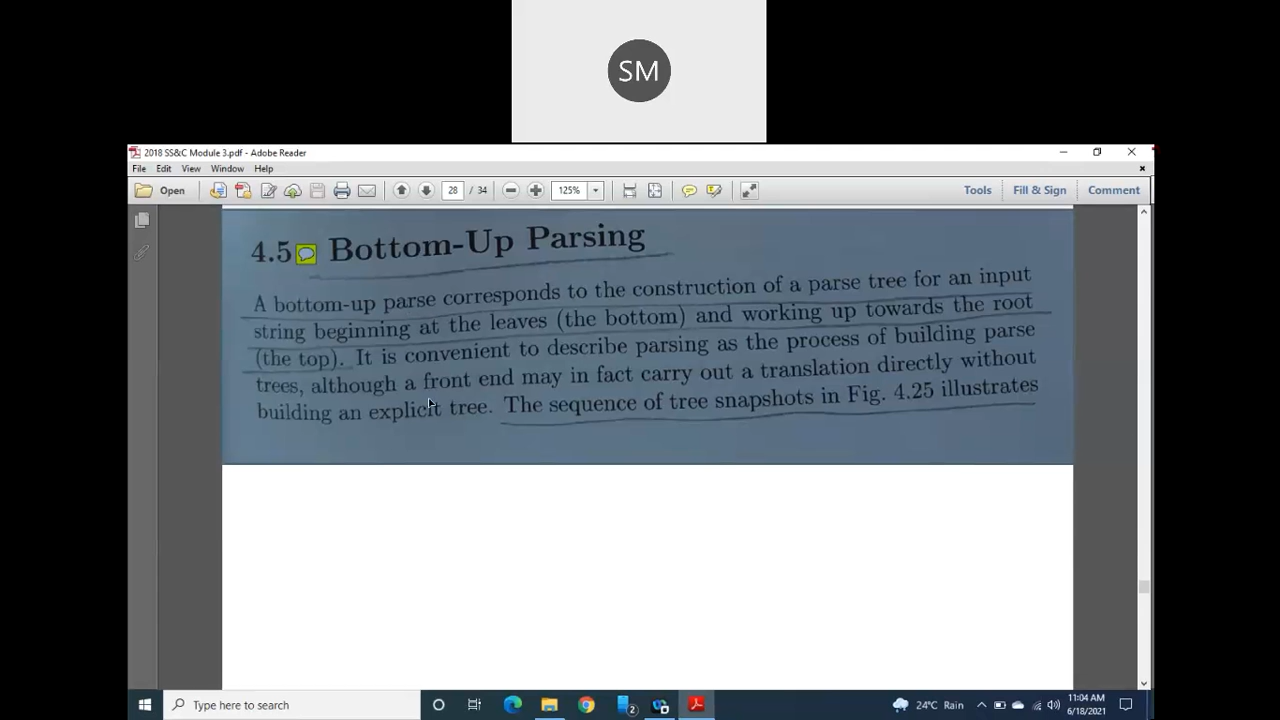 SM
2018 SS&C Module 3.pdf - Adobe Reader
File Edit View Window Help
Open 28 / 34 125% Tools Fill & Sign Comment
4.5 Bottom-Up Parsing
A bottom-up parse corresponds to the construction of a parse tree for an input
string beginning at the leaves (the bottom) and working up towards the root
(the top). It is convenient to describe parsing as the process of building parse
trees, although a front end may in fact carry out a translation directly without
building an explicit tree. The sequence of tree snapshots in Fig. 4.25 illustrates
Type here to search 2 24°C Rain 11:04 AM
6/18/2021